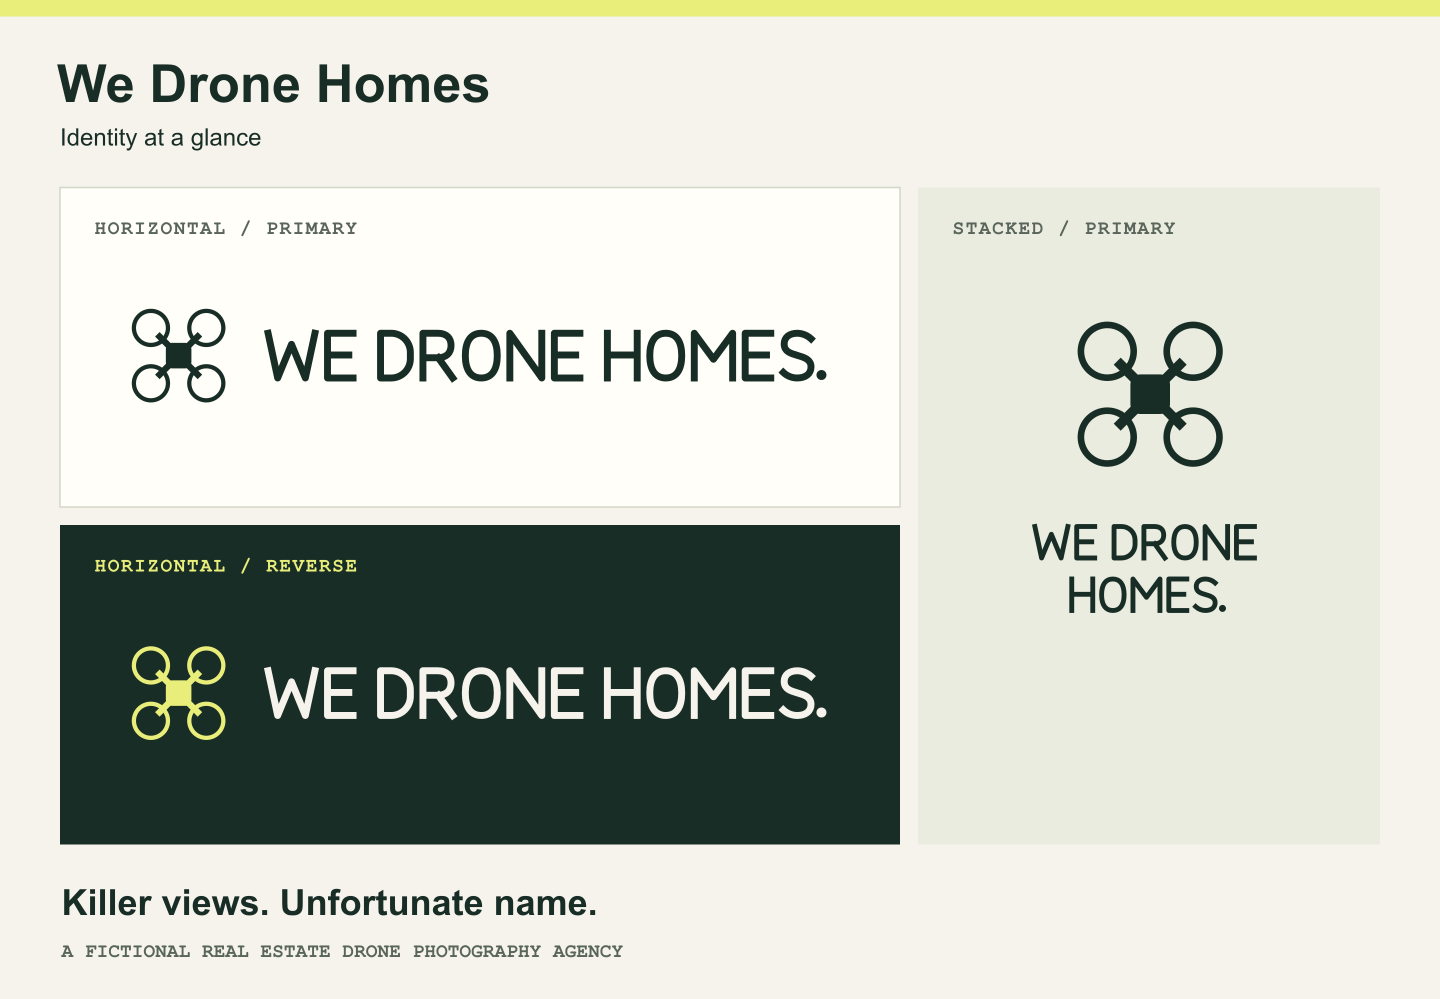 We Drone Homes
Identity at a glance
HORIZONTAL / PRIMARY
WE DRONE HOMES.
HORIZONTAL / REVERSE
WE DRONE HOMES.
STACKED / PRIMARY
WE DRONE
HOMES.
Killer views. Unfortunate name.
A FICTIONAL REAL ESTATE DRONE PHOTOGRAPHY AGENCY